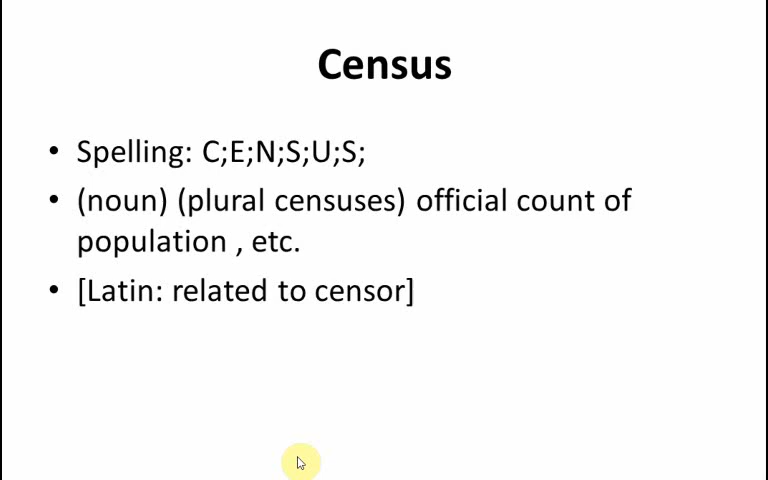 Census
• Spelling: C;E;N;S;U;S;
• (noun) (plural censuses) official count of
population , etc.
• [Latin: related to censor]